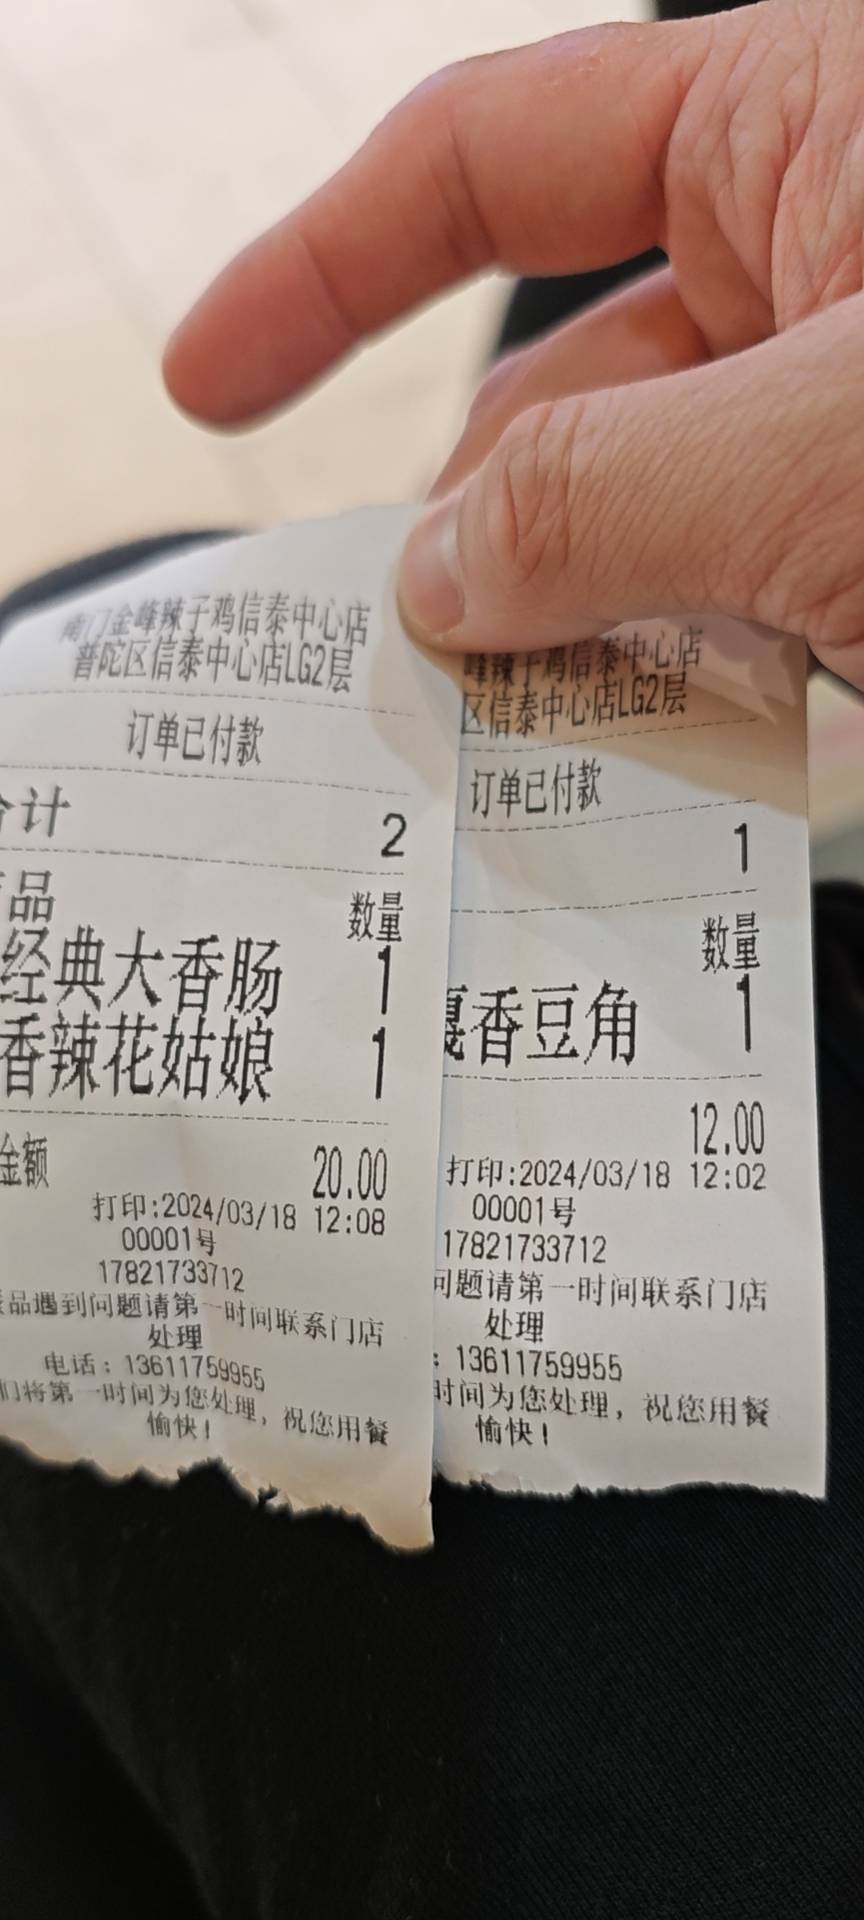 南门金峰辣子鸡信泰中心店
普陀区信泰中心店LG2层
订单已付款
合计 2
品 数量
经典大香肠 1
香辣花姑娘 1
金额 20.00
打印:2024/03/18 12:08
00001号
17821733712
品遇到问题请第一时间联系门店
处理
电话：13611759955
们将第一时间为您处理，祝您用餐
愉快！
峰辣子鸡信泰中心店
区信泰中心店LG2层
订单已付款
1
数量
香豆角 1
12.00
打印:2024/03/18 12:02
00001号
17821733712
问题请第一时间联系门店
处理
：13611759955
时间为您处理，祝您用餐
愉快！